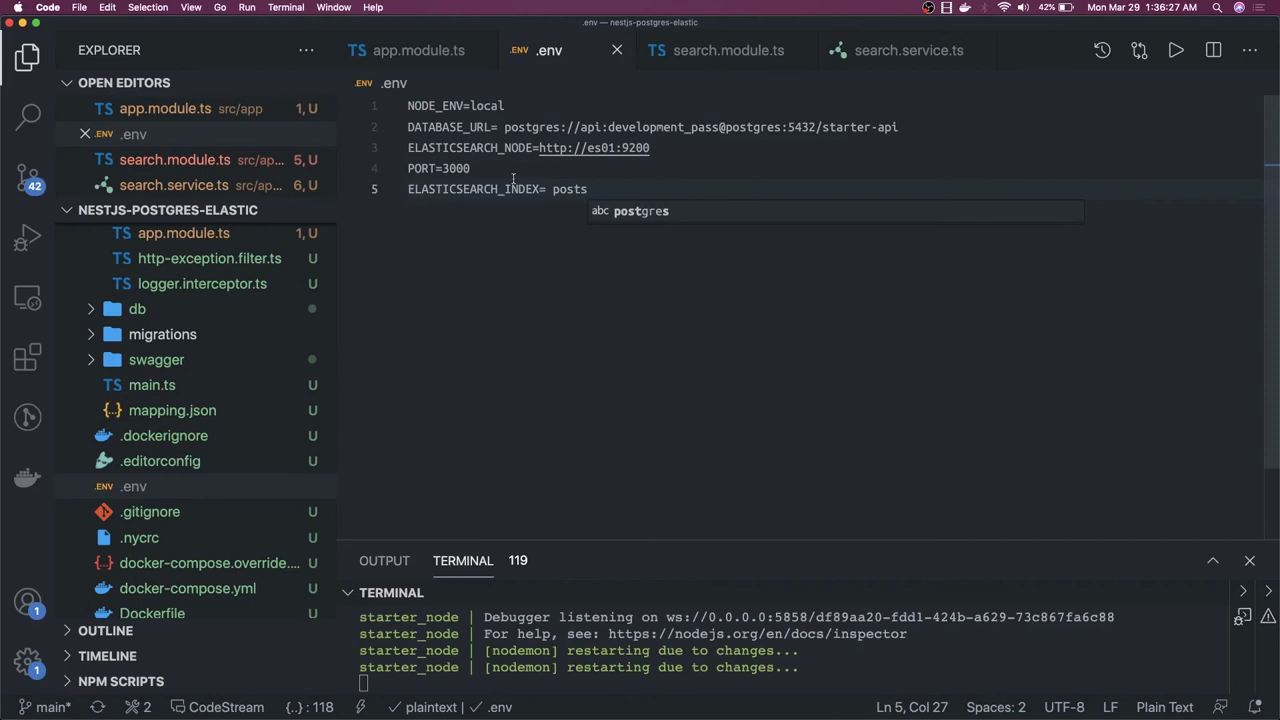 Code File Edit Selection View Go Run Terminal Window Help 42% Mon Mar 29 1:36:27 AM
.env — nestjs-postgres-elastic
EXPLORER
OPEN EDITORS
TS app.module.ts src/app 1, U
.ENV .env
TS search.module.ts src/ap... 5, U
search.service.ts src/ap... U
NESTJS-POSTGRES-ELASTIC
TS app.module.ts 1, U
TS http-exception.filter.ts U
TS logger.interceptor.ts U
db
migrations
swagger
TS main.ts U
{..} mapping.json U
.dockerignore U
.editorconfig U
.ENV .env
.gitignore U
.nycrc U
docker-compose.override.... U
docker-compose.yml U
Dockerfile U
OUTLINE
TIMELINE
NPM SCRIPTS
42
1
1
TS app.module.ts
.ENV .env
TS search.module.ts
search.service.ts
.ENV .env
1 NODE_ENV=local
2 DATABASE_URL= postgres://api:development_pass@postgres:5432/starter-api
3 ELASTICSEARCH_NODE=http://es01:9200
4 PORT=3000
5 ELASTICSEARCH_INDEX= posts
abc postgres
OUTPUT TERMINAL 119
TERMINAL
starter_node | Debugger listening on ws://0.0.0.0:5858/df89aa20-fdd1-424b-a629-73c867fa6c88
starter_node | For help, see: https://nodejs.org/en/docs/inspector
starter_node | [nodemon] restarting due to changes...
starter_node | [nodemon] restarting due to changes...
main* 2 CodeStream {..} : 118 plaintext | .env Ln 5, Col 27 Spaces: 2 UTF-8 LF Plain Text